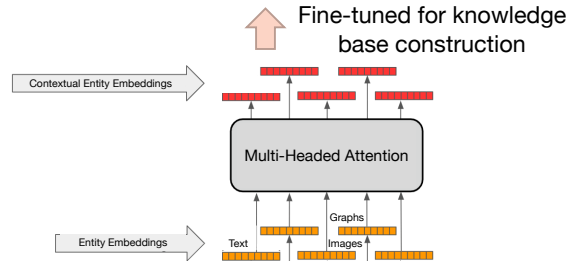 Fine-tuned for knowledge
base construction
Contextual Entity Embeddings
Multi-Headed Attention
Graphs
Entity Embeddings
Text
Images